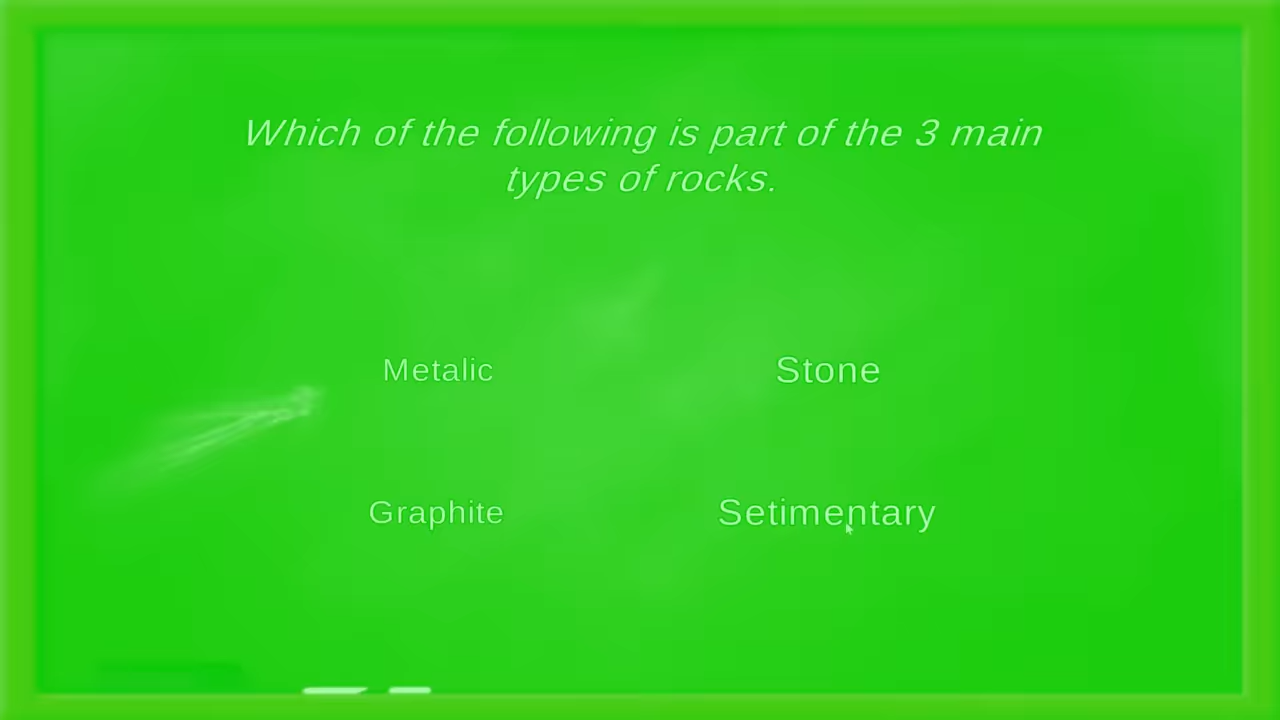 Which of the following is part of the 3 main
types of rocks.
Metalic
Stone
Graphite
Setimentary